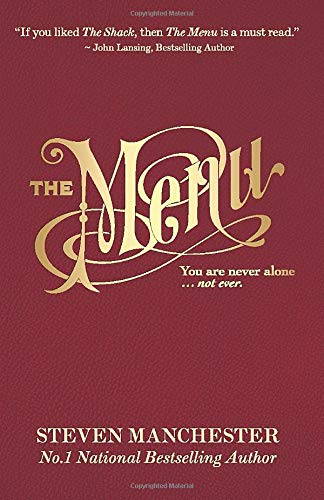 "If you liked The Shack, then The Menu is a must read."
~ John Lansing, Bestselling Author
THE Menu
You are never alone
... not ever.
STEVEN MANCHESTER
No.1 National Bestselling Author